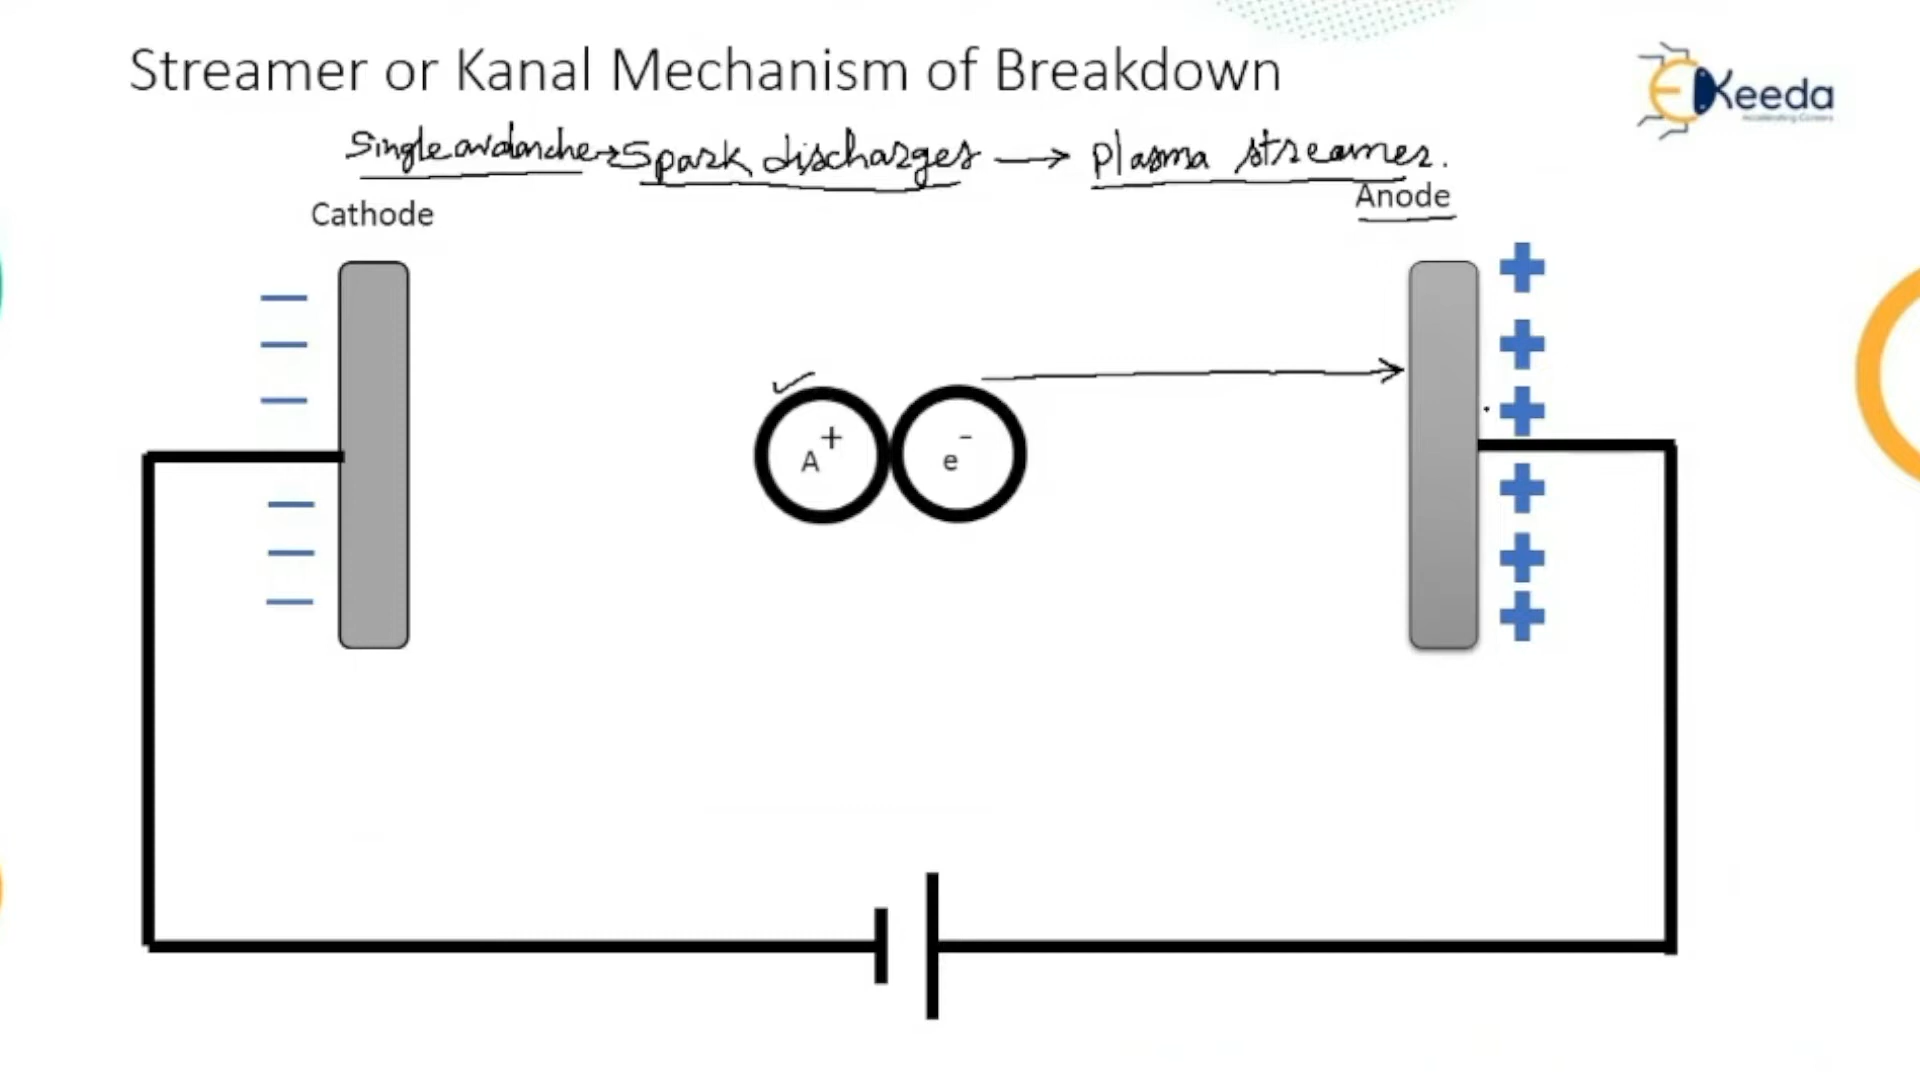 Streamer or Kanal Mechanism of Breakdown
Keeda
Single avalanche → Spark discharges → Plasma streamer.
Cathode
Anode
A+
e-